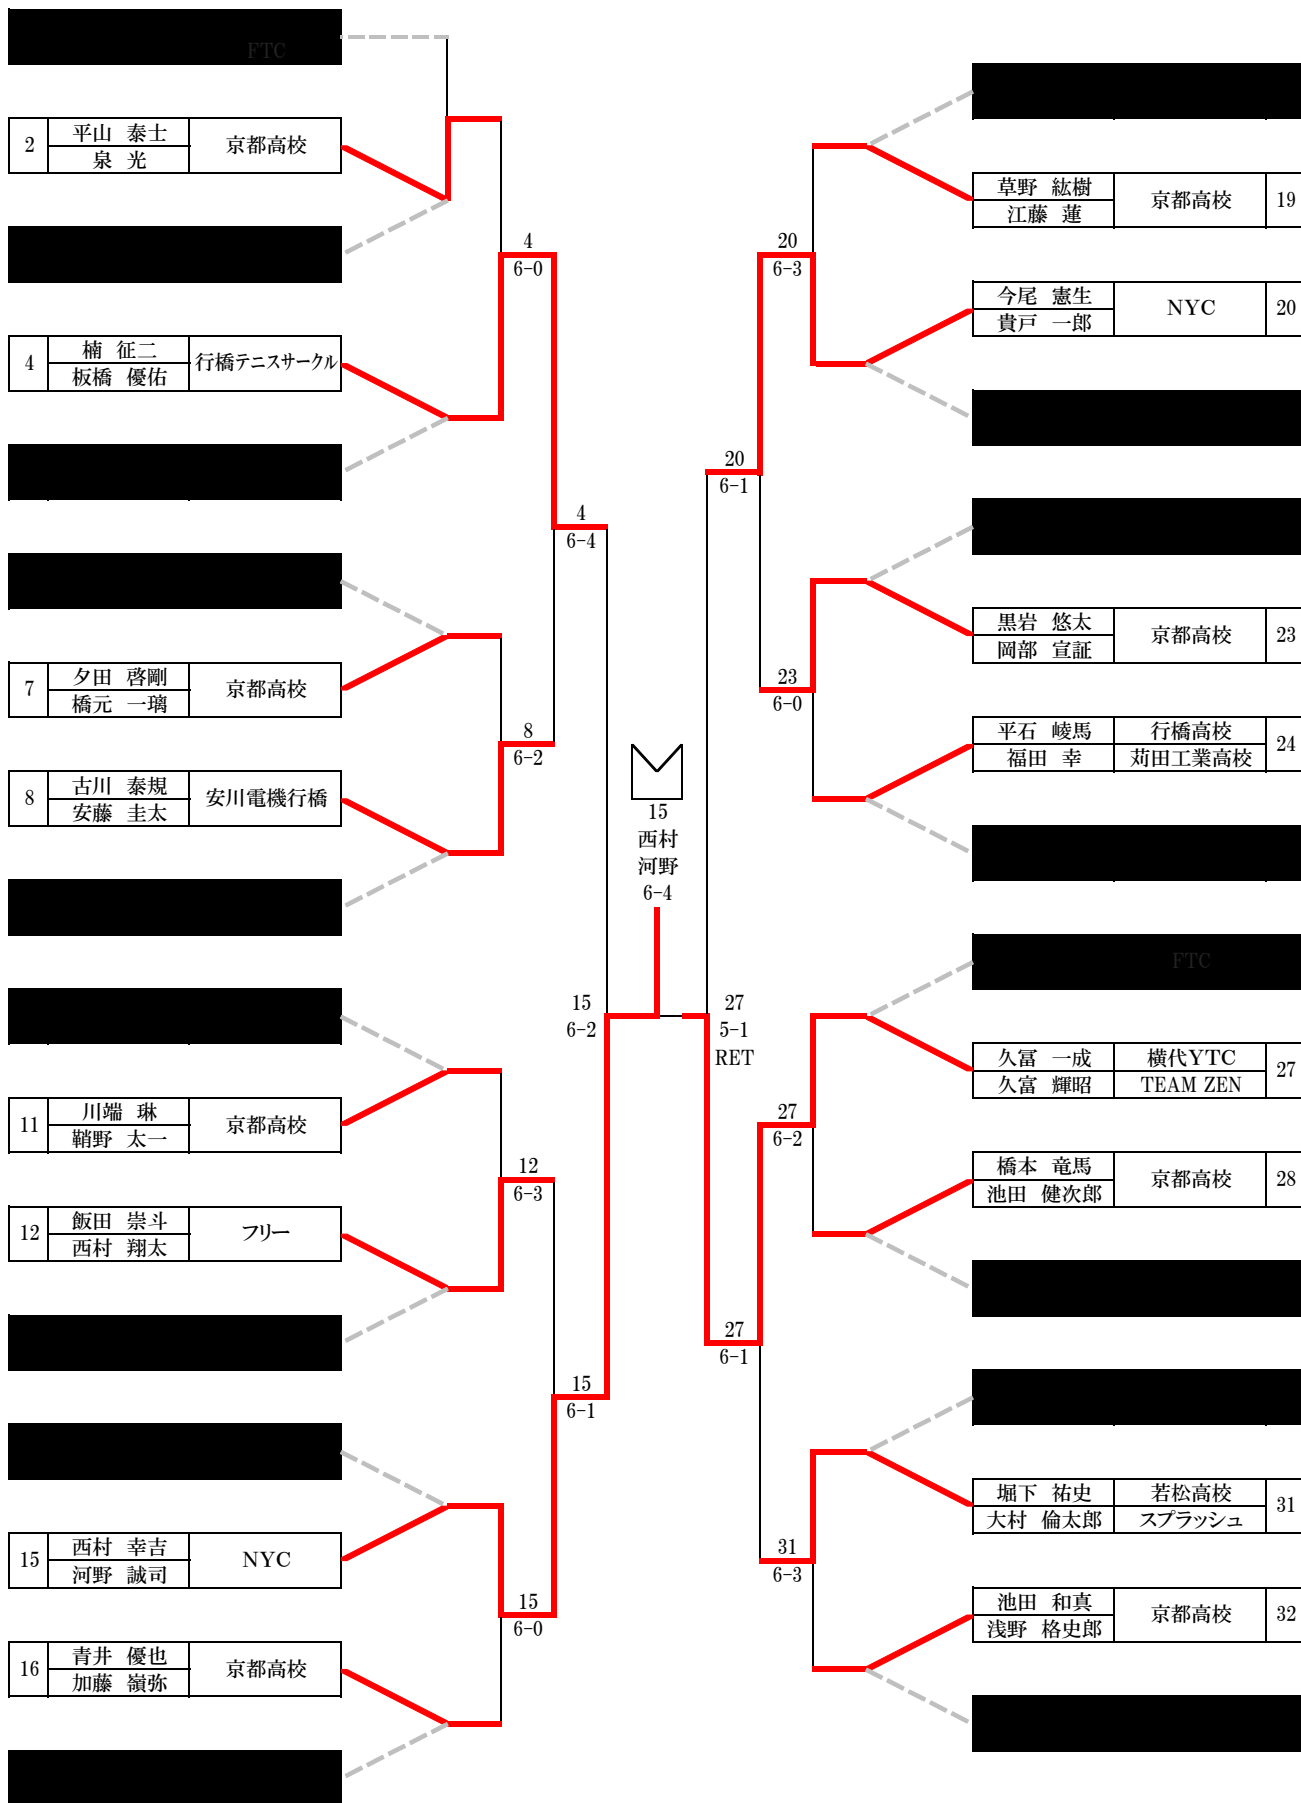 FTC
2 平山 泰士 京都高校
泉 光
4 楠 征二 行橋テニスサークル
板橋 優佑
7 夕田 啓剛 京都高校
橋元 一璃
8 古川 泰規 安川電機行橋
安藤 圭太
11 川端 琳 京都高校
鞘野 太一
12 飯田 崇斗 フリー
西村 翔太
15 西村 幸吉 NYC
河野 誠司
16 青井 優也 京都高校
加藤 嶺弥
4
6-0
8
6-2
12
6-3
15
6-0
4
6-4
15
6-1
15
6-2
15
西村
河野
6-4
27
5-1
RET
20
6-1
27
6-1
20
6-3
23
6-0
27
6-2
31
6-3
草野 紘樹 京都高校 19
江藤 蓮
今尾 憲生 NYC 20
貴戸 一郎
黒岩 悠太 京都高校 23
岡部 宣証
平石 崚馬 行橋高校 24
福田 幸 苅田工業高校
FTC
久冨 一成 横代YTC 27
久富 輝昭 TEAM ZEN
橋本 竜馬 京都高校 28
池田 健次郎
堀下 祐史 若松高校 31
大村 倫太郎 スプラッシュ
池田 和真 京都高校 32
浅野 格史郎